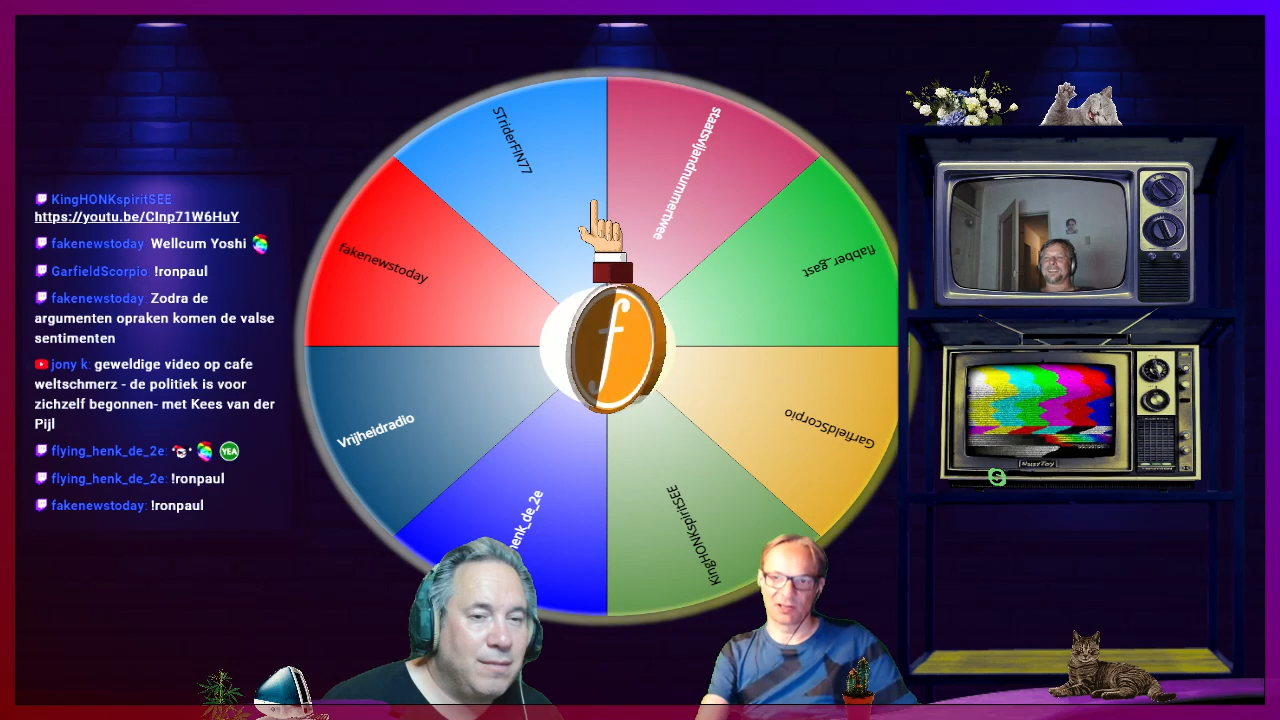 KingHONKspiritSEE
https://youtu.be/CInp71W6HuY
fakenewstoday Wellcum Yoshi
GarfieldScorpio !ronpaul
fakenewstoday Zodra de
argumenten opraken komen de valse
sentimenten
jony k: geweldige video op cafe
weltschmerz - de politiek is voor
zichzelf begonnen- met Kees van der
Pijl
flying_henk_de_2e: YEA
flying_henk_de_2e: !ronpaul
fakenewstoday: !ronpaul
STriderFIN77
staatsvijandnummertwee
fakenewstoday
flabber_gast
f
Vrijheidradio
GarfieldScorpio
henk_de_2e
KingHONKspiritSEE